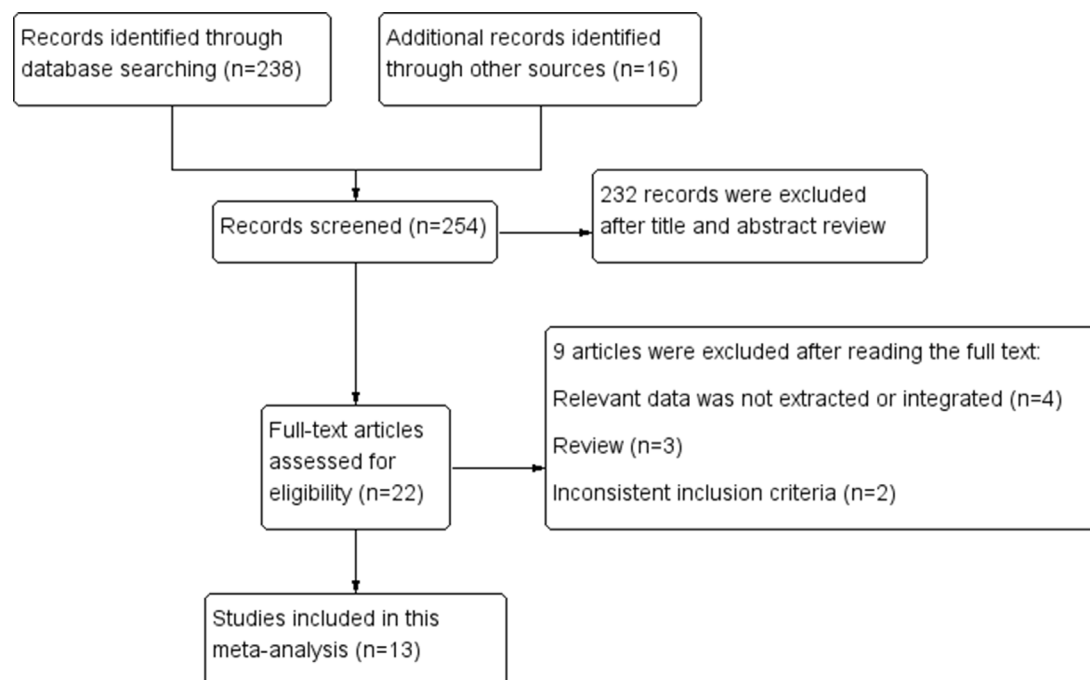 Records identified through
database searching (n=238)
Additional records identified
through other sources (n=16)
Records screened (n=254)
232 records were excluded
after title and abstract review
9 articles were excluded after reading the full text:
Relevant data was not extracted or integrated (n=4)
Review (n=3)
Inconsistent inclusion criteria (n=2)
Full-text articles
assessed for
eligibility (n=22)
Studies included in this
meta-analysis (n=13)